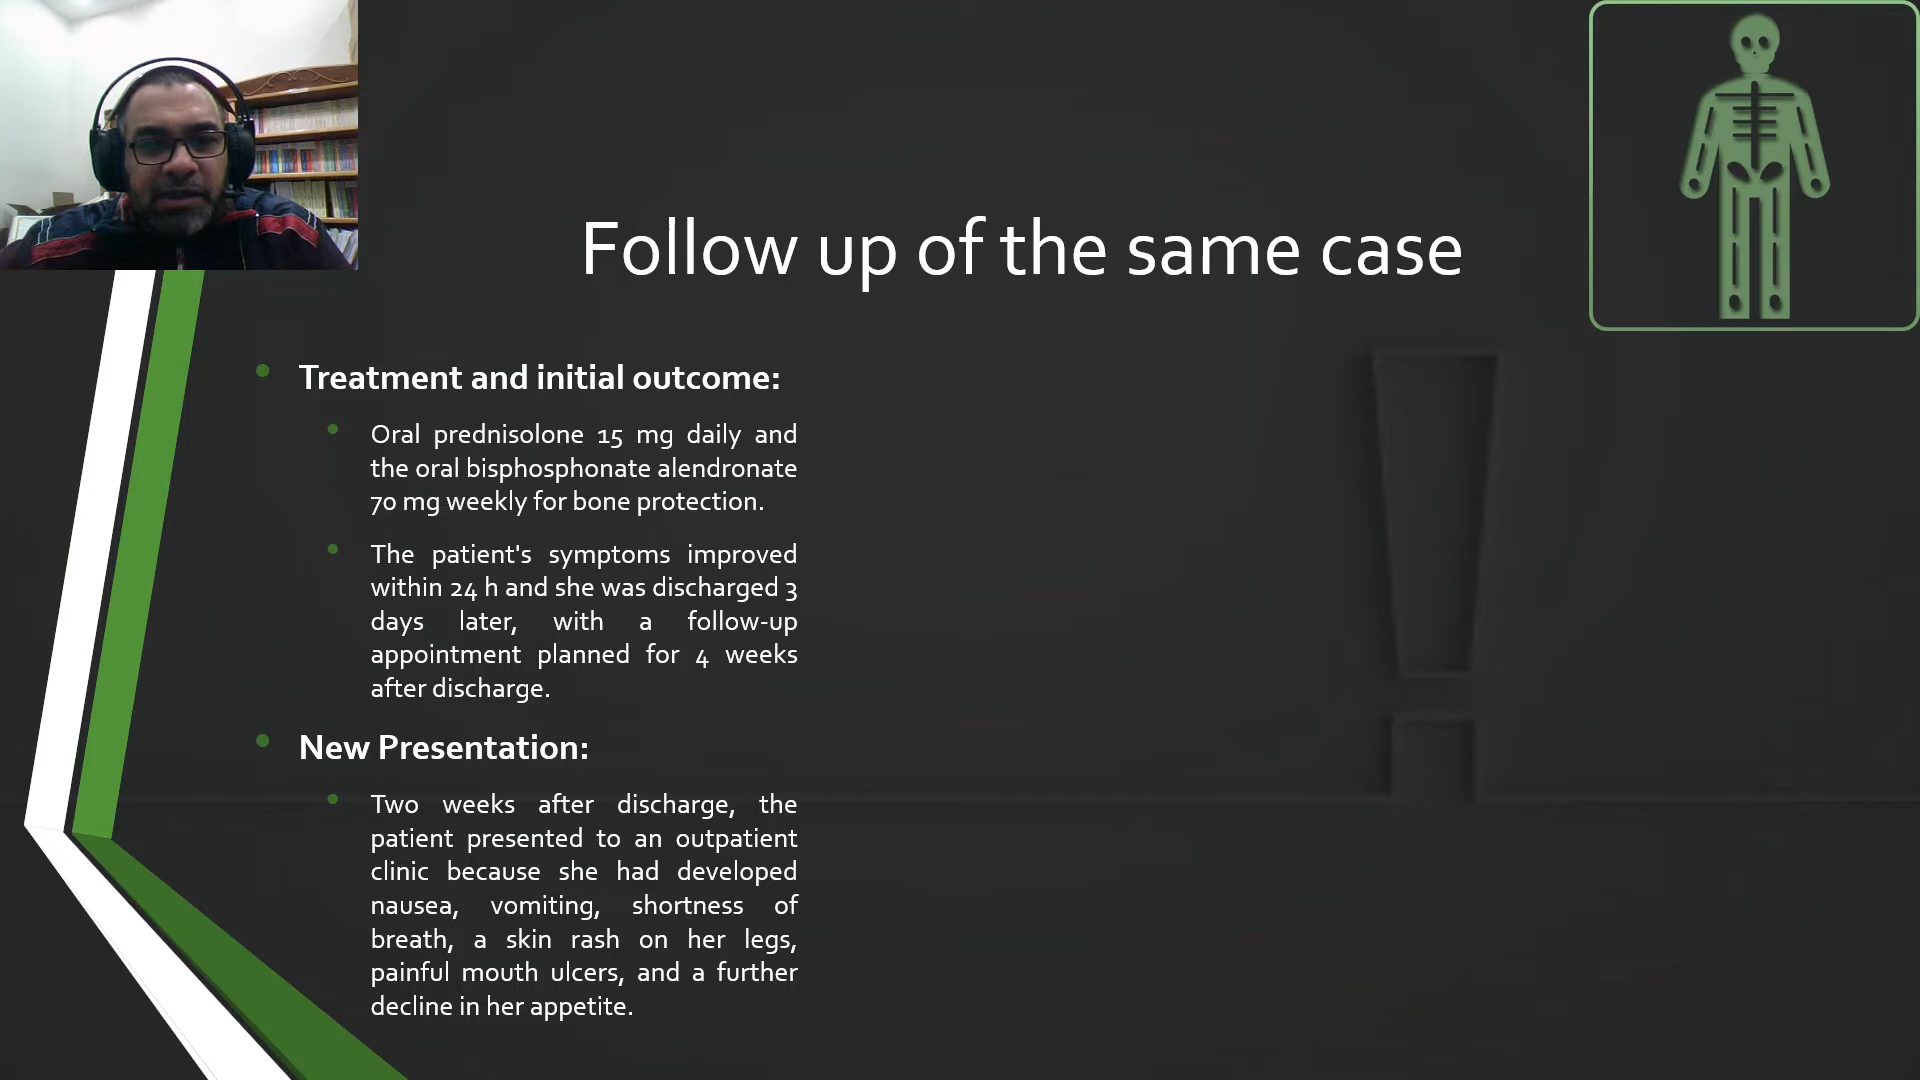 Follow up of the same case
Treatment and initial outcome:
Oral prednisolone 15 mg daily and
the oral bisphosphonate alendronate
70 mg weekly for bone protection.
The patient's symptoms improved
within 24 h and she was discharged 3
days later, with a follow-up
appointment planned for 4 weeks
after discharge.
New Presentation:
Two weeks after discharge, the
patient presented to an outpatient
clinic because she had developed
nausea, vomiting, shortness of
breath, a skin rash on her legs,
painful mouth ulcers, and a further
decline in her appetite.